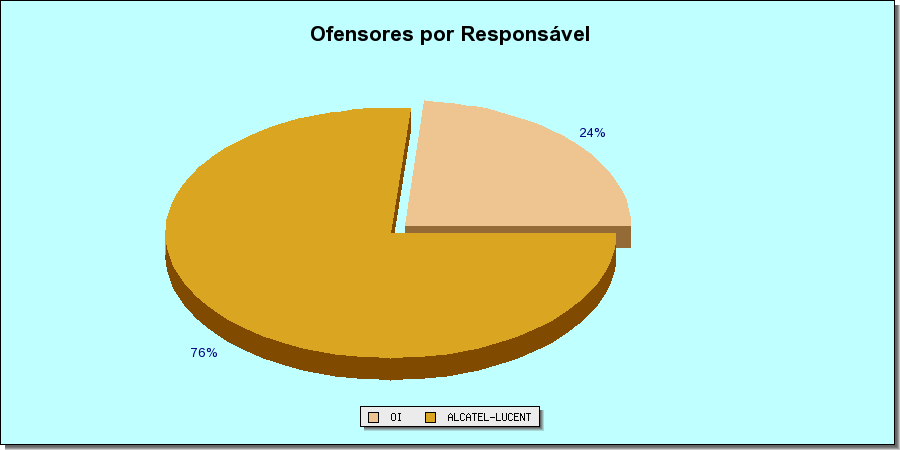 Ofensores por Responsável
24%
76%
OI ALCATEL-LUCENT